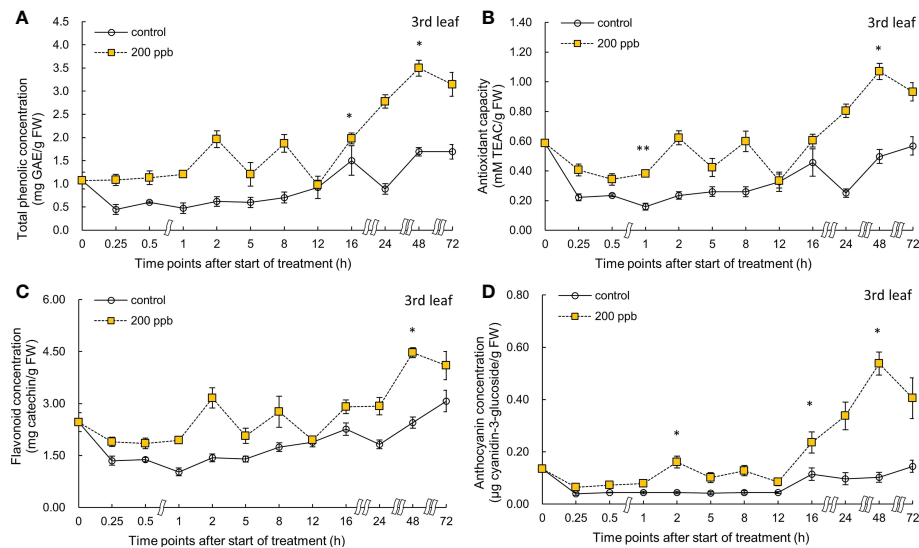 A
3rd leaf
control
200 ppb
Total phenolic concentration
(mg GAE/g FW)
4.5
4.0
3.5
3.0
2.5
2.0
1.5
1.0
0.5
0.0
*
*
0 0.25 0.5 1 2 5 8 12 16 24 48 72
Time points after start of treatment (h)
B
3rd leaf
control
200 ppb
Antioxidant capacity
(mM TEAC/g FW)
1.40
1.20
1.00
0.80
0.60
0.40
0.20
0.00
**
*
0 0.25 0.5 1 2 5 8 12 16 24 48 72
Time points after start of treatment (h)
C
3rd leaf
control
200 ppb
Flavonoid concentration
(mg catechin/g FW)
6.00
4.50
3.00
1.50
0.00
*
0 0.25 0.5 1 2 5 8 12 16 24 48 72
Time points after start of treatment (h)
D
3rd leaf
control
200 ppb
Anthocyanin concentration
(µg cyanidin-3-glucoside/g FW)
0.80
0.60
0.40
0.20
0.00
*
*
*
0 0.25 0.5 1 2 5 8 12 16 24 48 72
Time points after start of treatment (h)